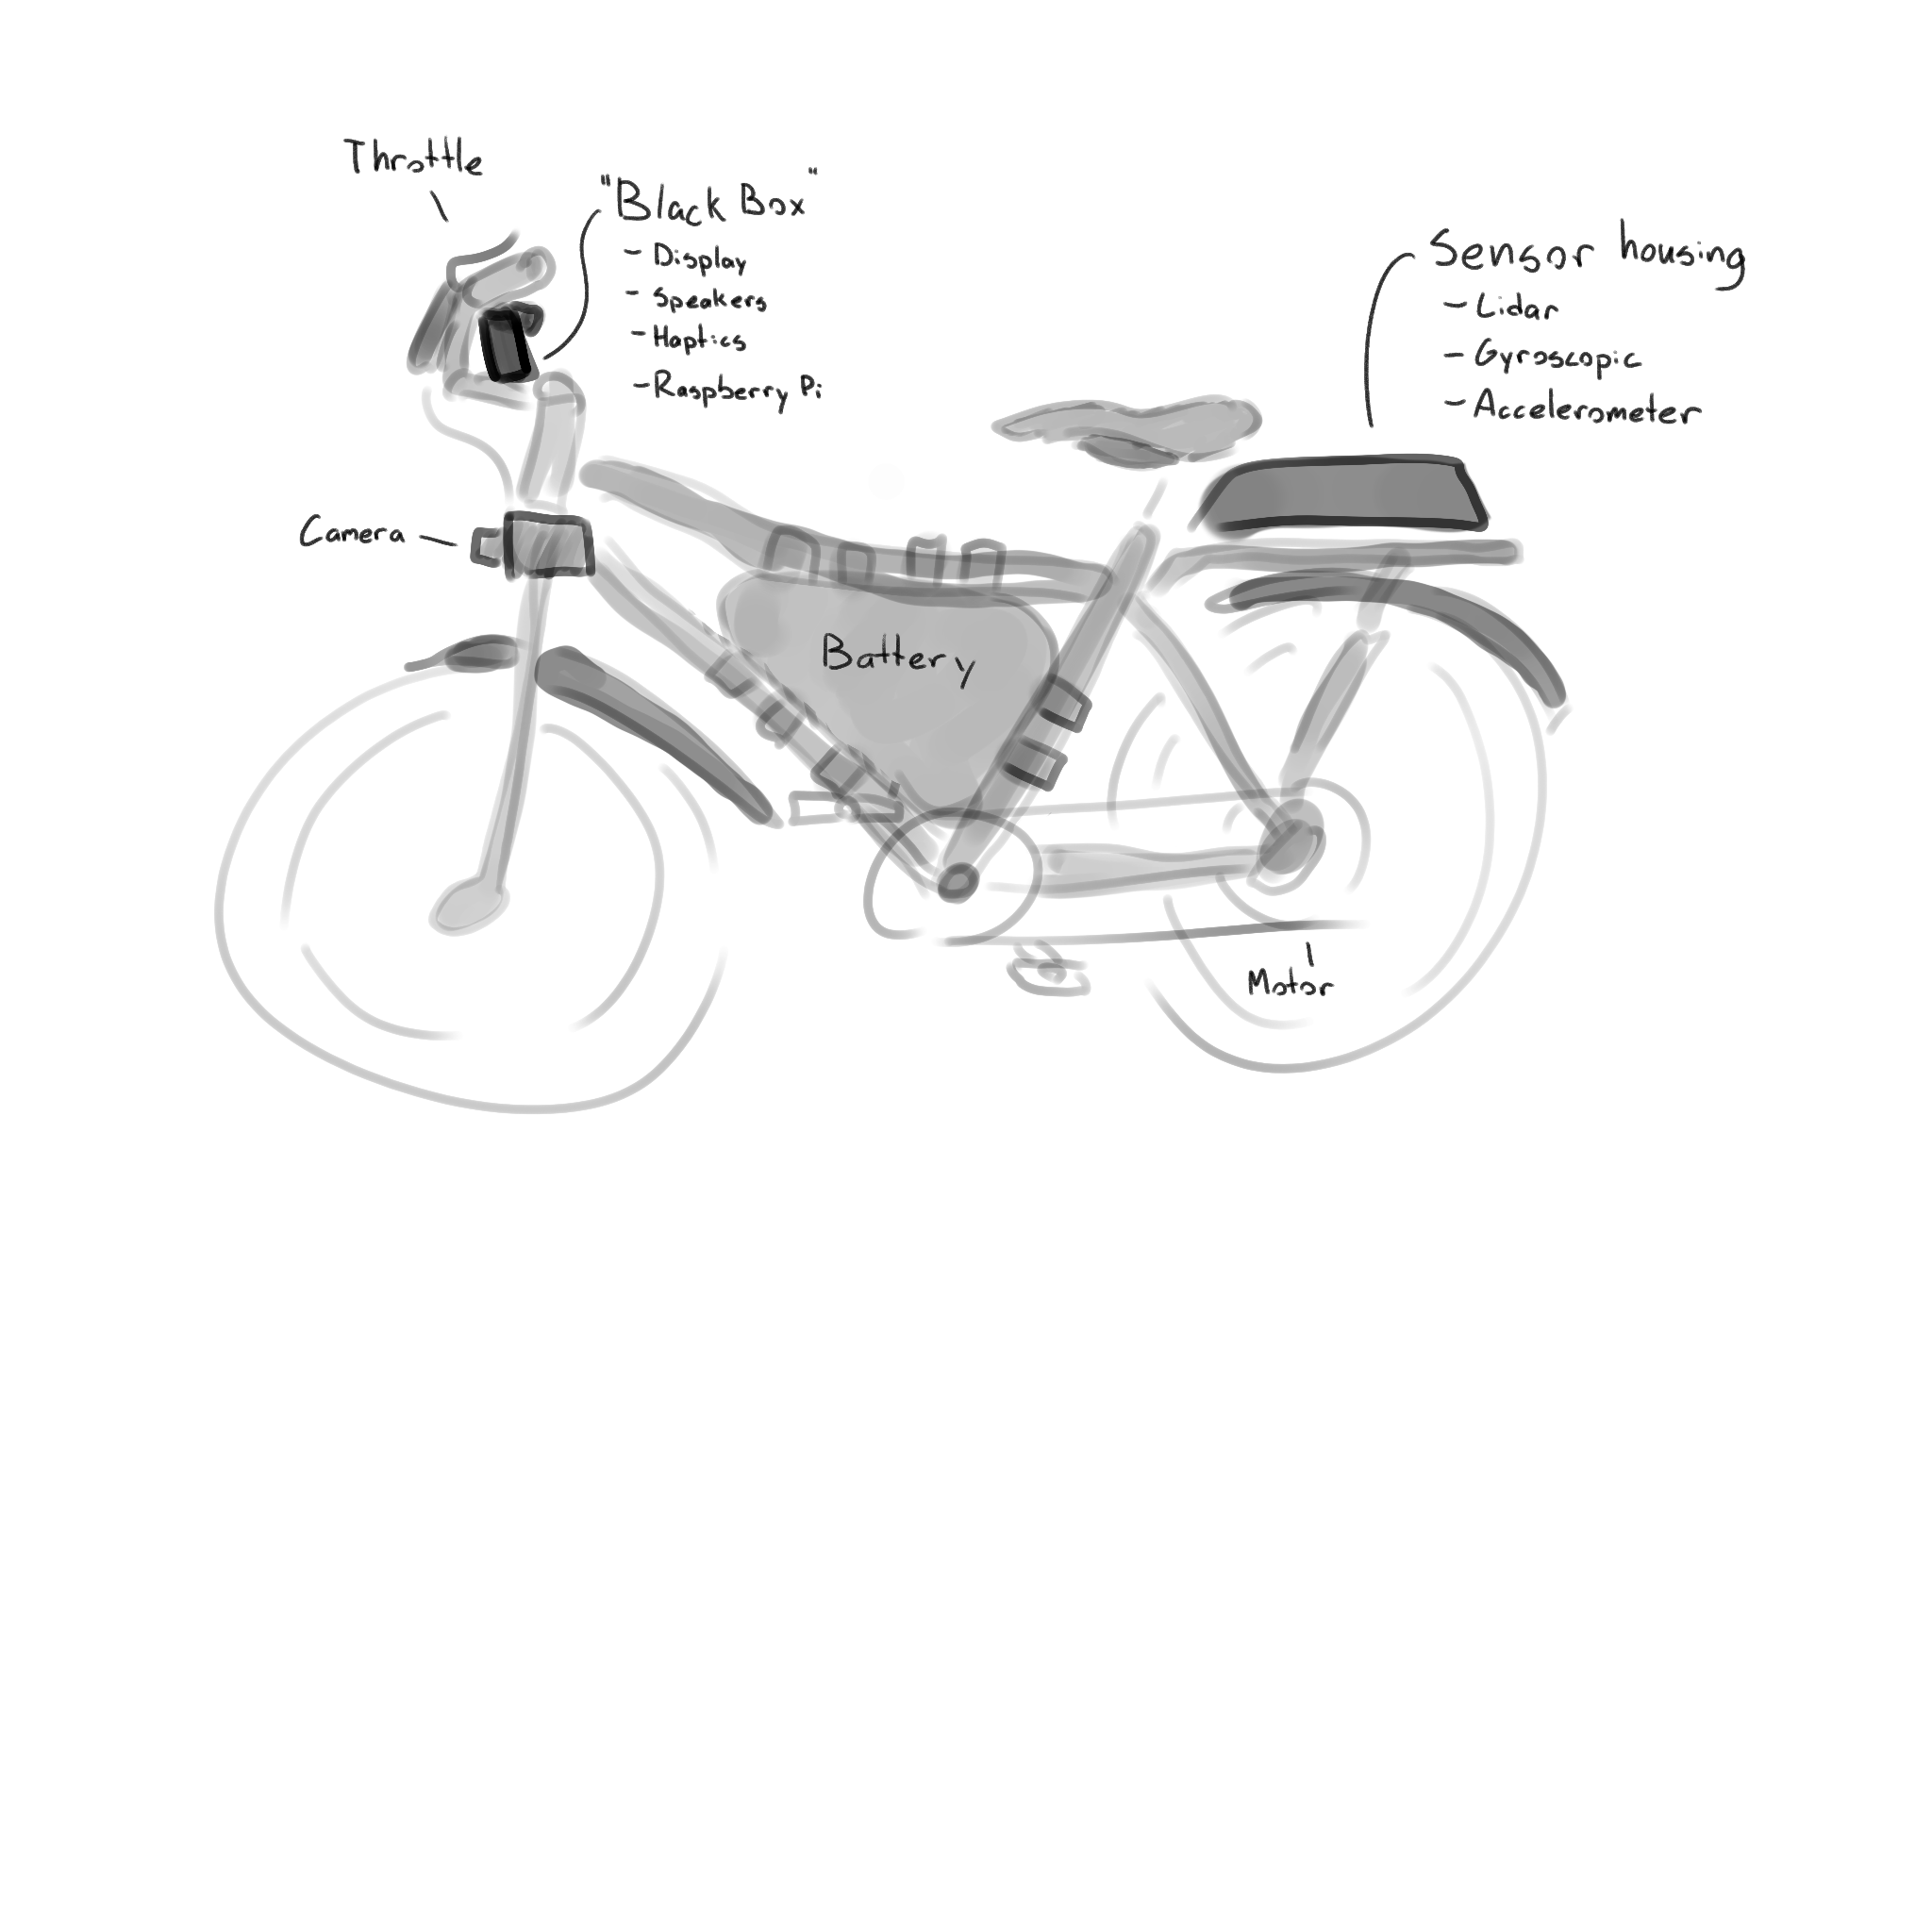 Throttle
"Black Box"
- Display
- Speakers
- Haptics
- Raspberry Pi
Sensor housing
- Lidar
- Gyroscopic
- Accelerometer
Camera
Battery
Motor